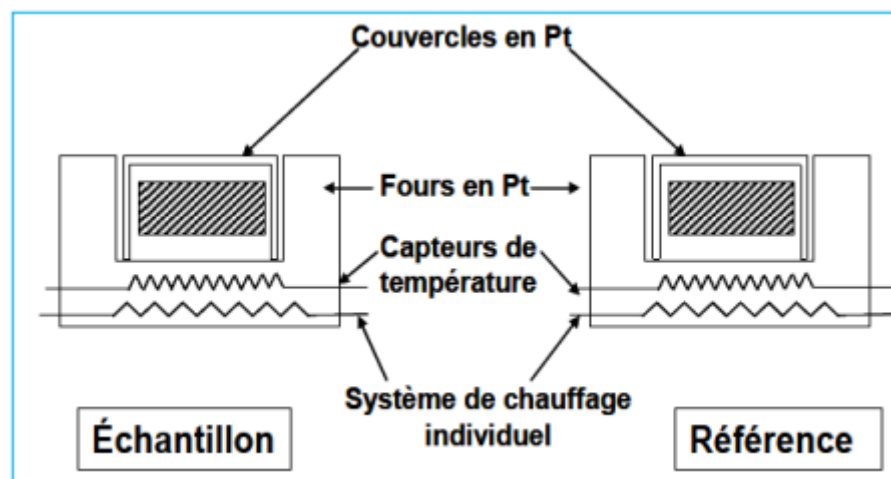 Couvercles en Pt
Fours en Pt
Capteurs de
température
Système de chauffage
individuel
Échantillon
Référence